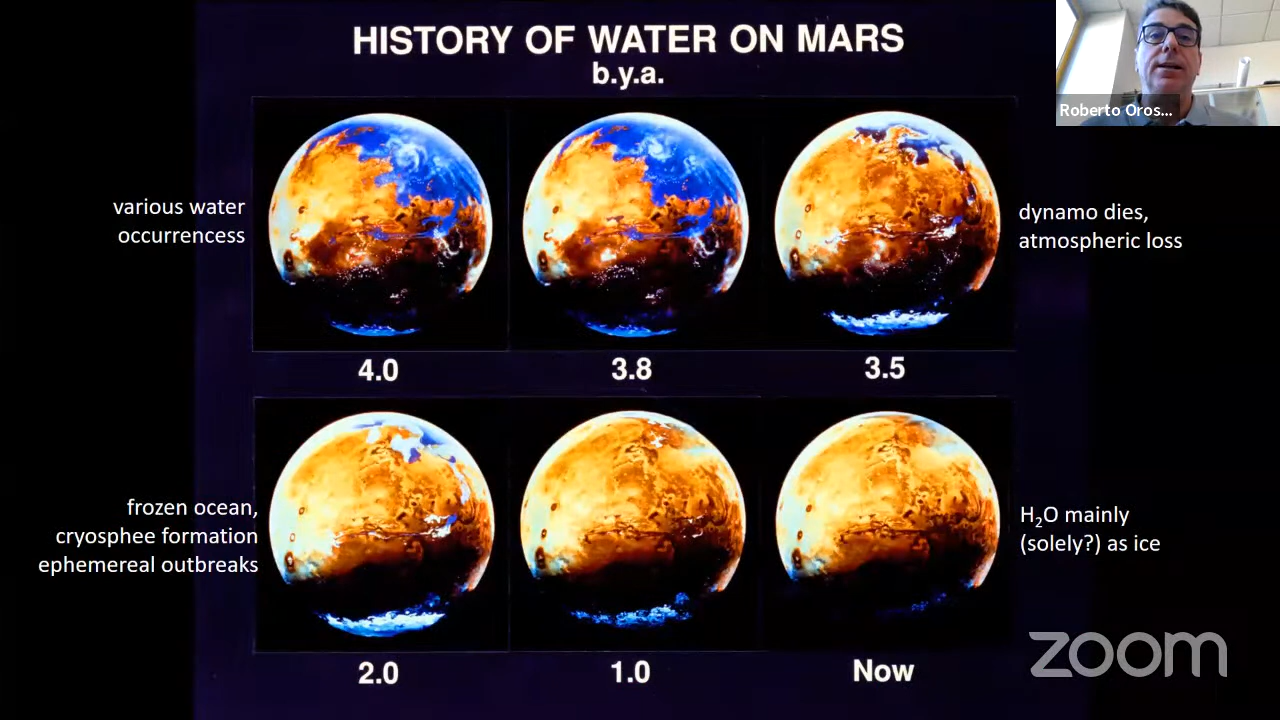 HISTORY OF WATER ON MARS
b.y.a.
Roberto Oros...
various water
occurrencess
dynamo dies,
atmospheric loss
4.0
3.8
3.5
frozen ocean,
cryosphee formation
ephemereal outbreaks
H₂O mainly
(solely?) as ice
2.0
1.0
Now
zoom